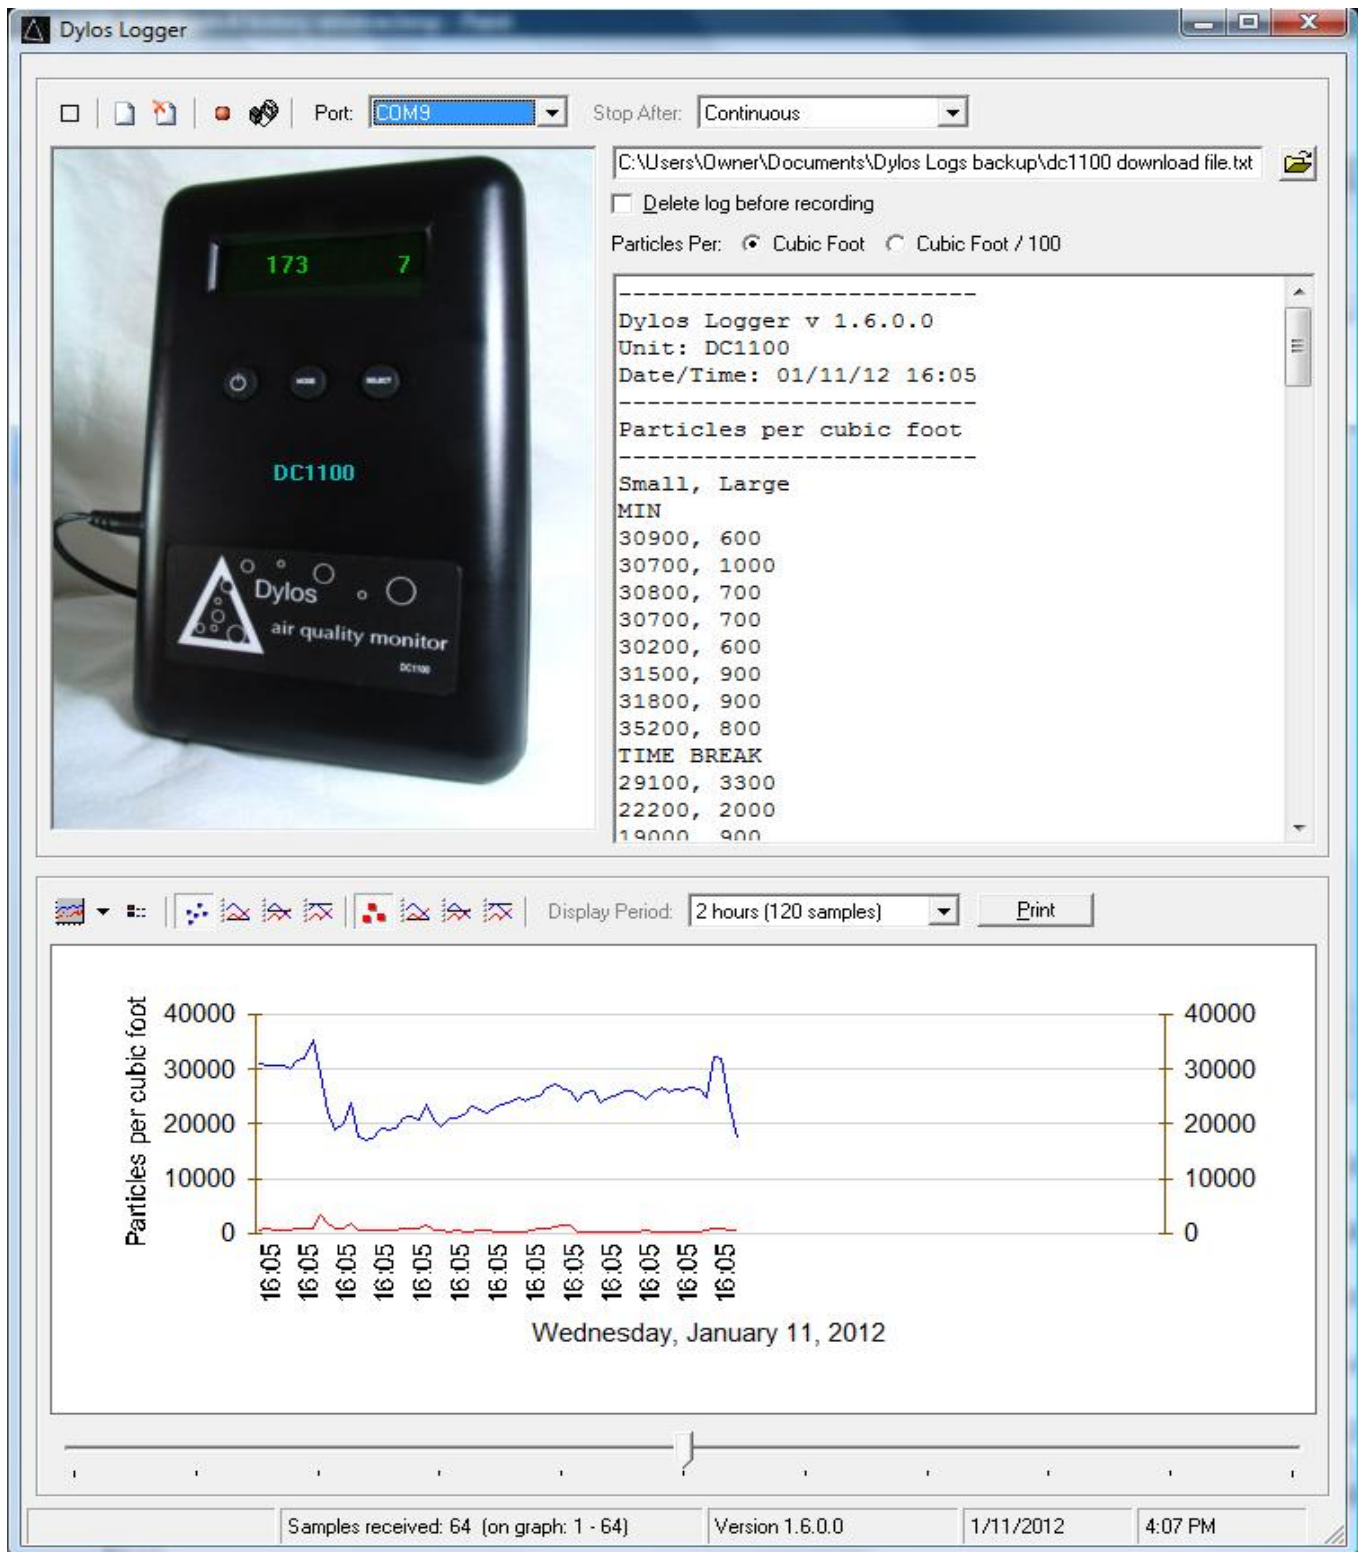 Dylos Logger
Port: COM9 Stop After: Continuous
C:\Users\Owner\Documents\Dylos Logs backup\dc1100 download file.txt
Delete log before recording
Particles Per: Cubic Foot Cubic Foot / 100
173 7
MODE SELECT
DC1100
Dylos
air quality monitor
DC1100
-------------------------
Dylos Logger v 1.6.0.0
Unit: DC1100
Date/Time: 01/11/12 16:05
-------------------------
Particles per cubic foot
-------------------------
Small, Large
MIN
30900, 600
30700, 1000
30800, 700
30700, 700
30200, 600
31500, 900
31800, 900
35200, 800
TIME BREAK
29100, 3300
22200, 2000
19000, 900
Display Period: 2 hours (120 samples) Print
Particles per cubic foot
40000 40000
30000 30000
20000 20000
10000 10000
0 0
16:05 16:05 16:05 16:05 16:05 16:05 16:05 16:05 16:05 16:05 16:05 16:05 16:05
Wednesday, January 11, 2012
Samples received: 64 (on graph: 1 - 64) Version 1.6.0.0 1/11/2012 4:07 PM